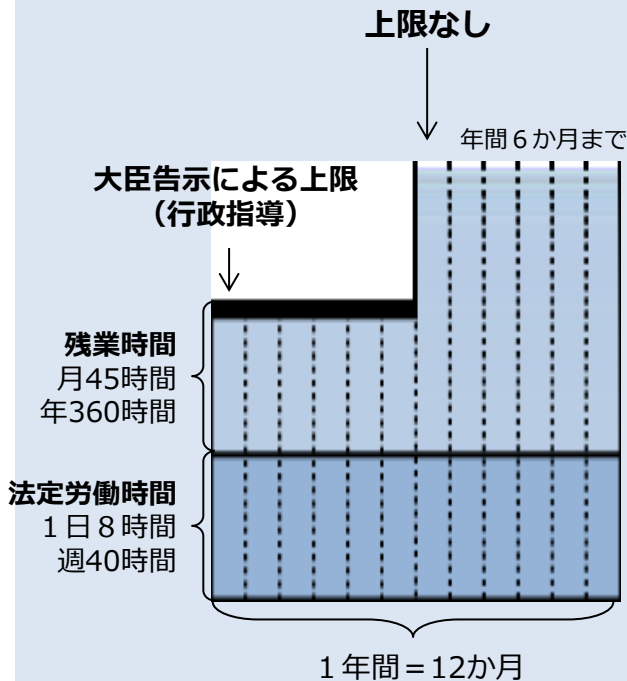 上限なし
年間６か月まで
大臣告示による上限
（行政指導）
残業時間
月45時間
年360時間
法定労働時間
１日８時間
週40時間
１年間＝12か月